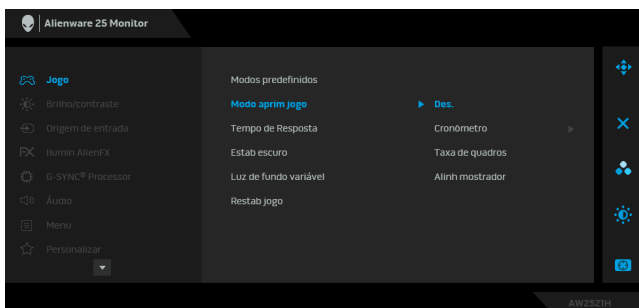 Alienware 25 Monitor
Jogo
Brilho/contraste
Origem de entrada
Ilumin AlienFX
G-SYNC® Processor
Áudio
Menu
Personalizar
Modos predefinidos
Modo aprim jogo
Tempo de Resposta
Estab escuro
Luz de fundo variável
Restab jogo
Des.
Cronómetro
Taxa de quadros
Alinh mostrador
AW2521H